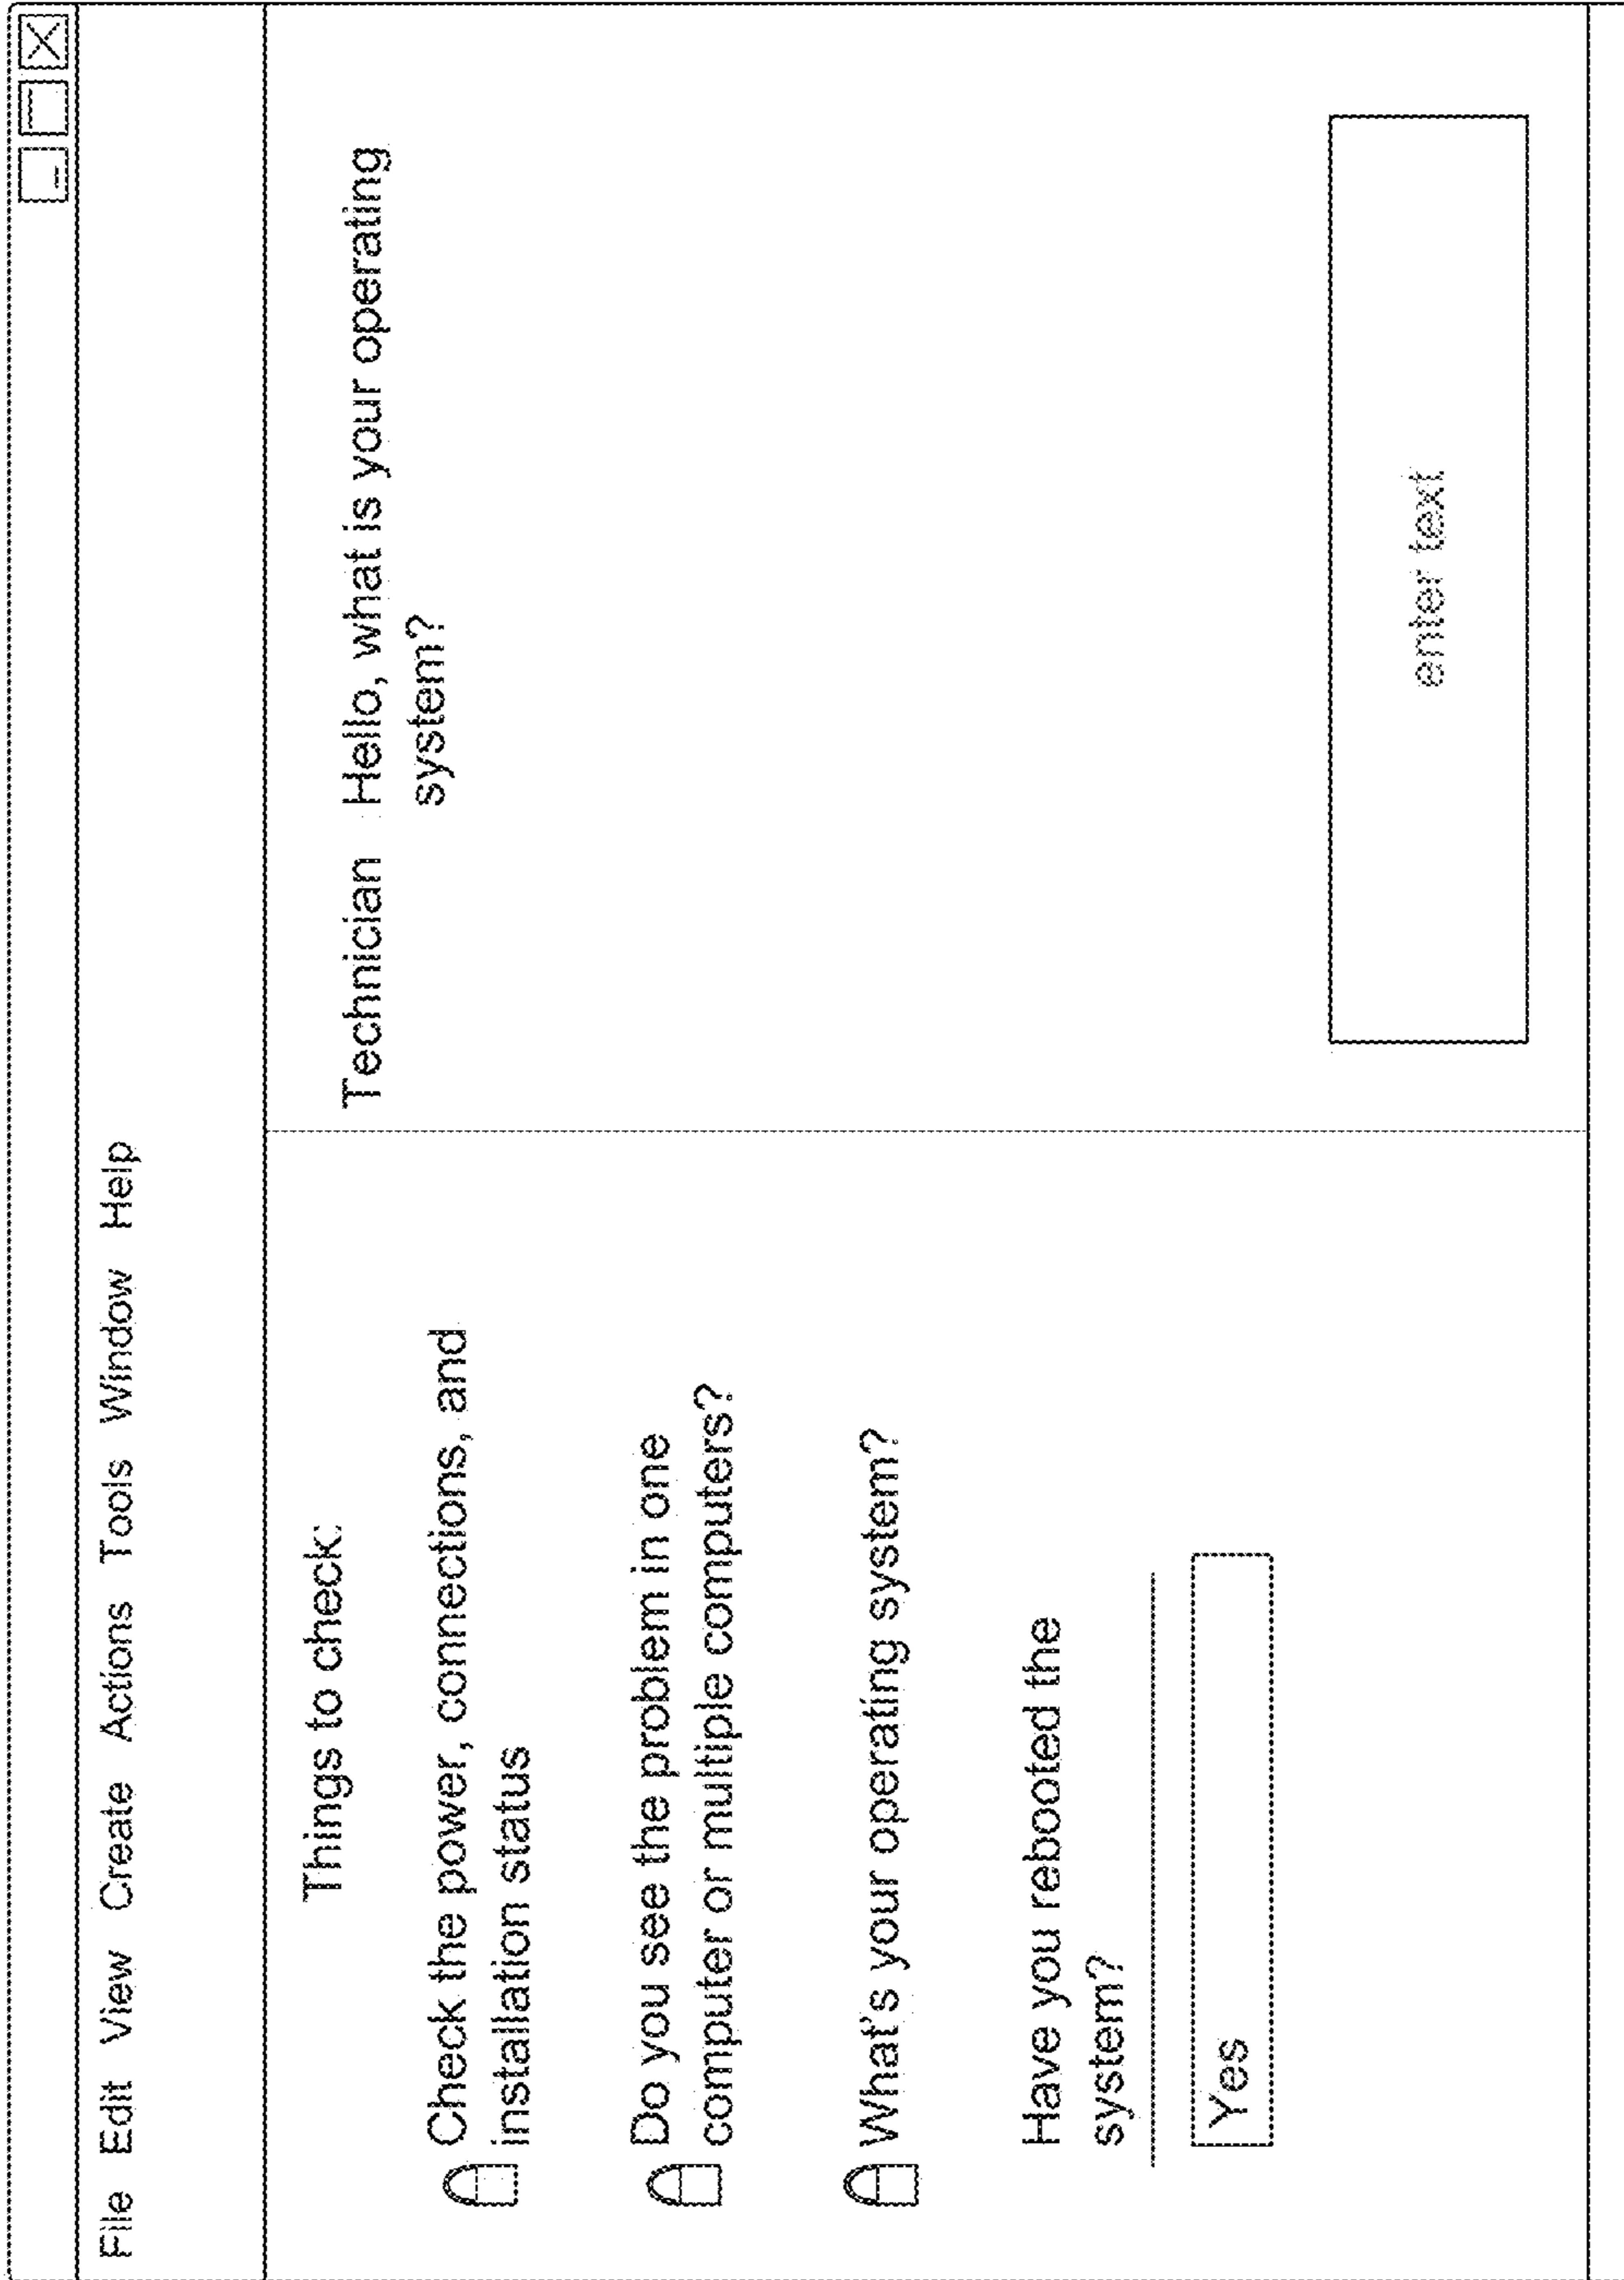 File Edit View Create Actions Tools Window Help
Things to check:
Check the power, connections, and
installation status
Do you see the problem in one
computer or multiple computers?
What's your operating system?
Have you rebooted the
system?
Yes
Technician :Hello, what is your operating
system?
enter text